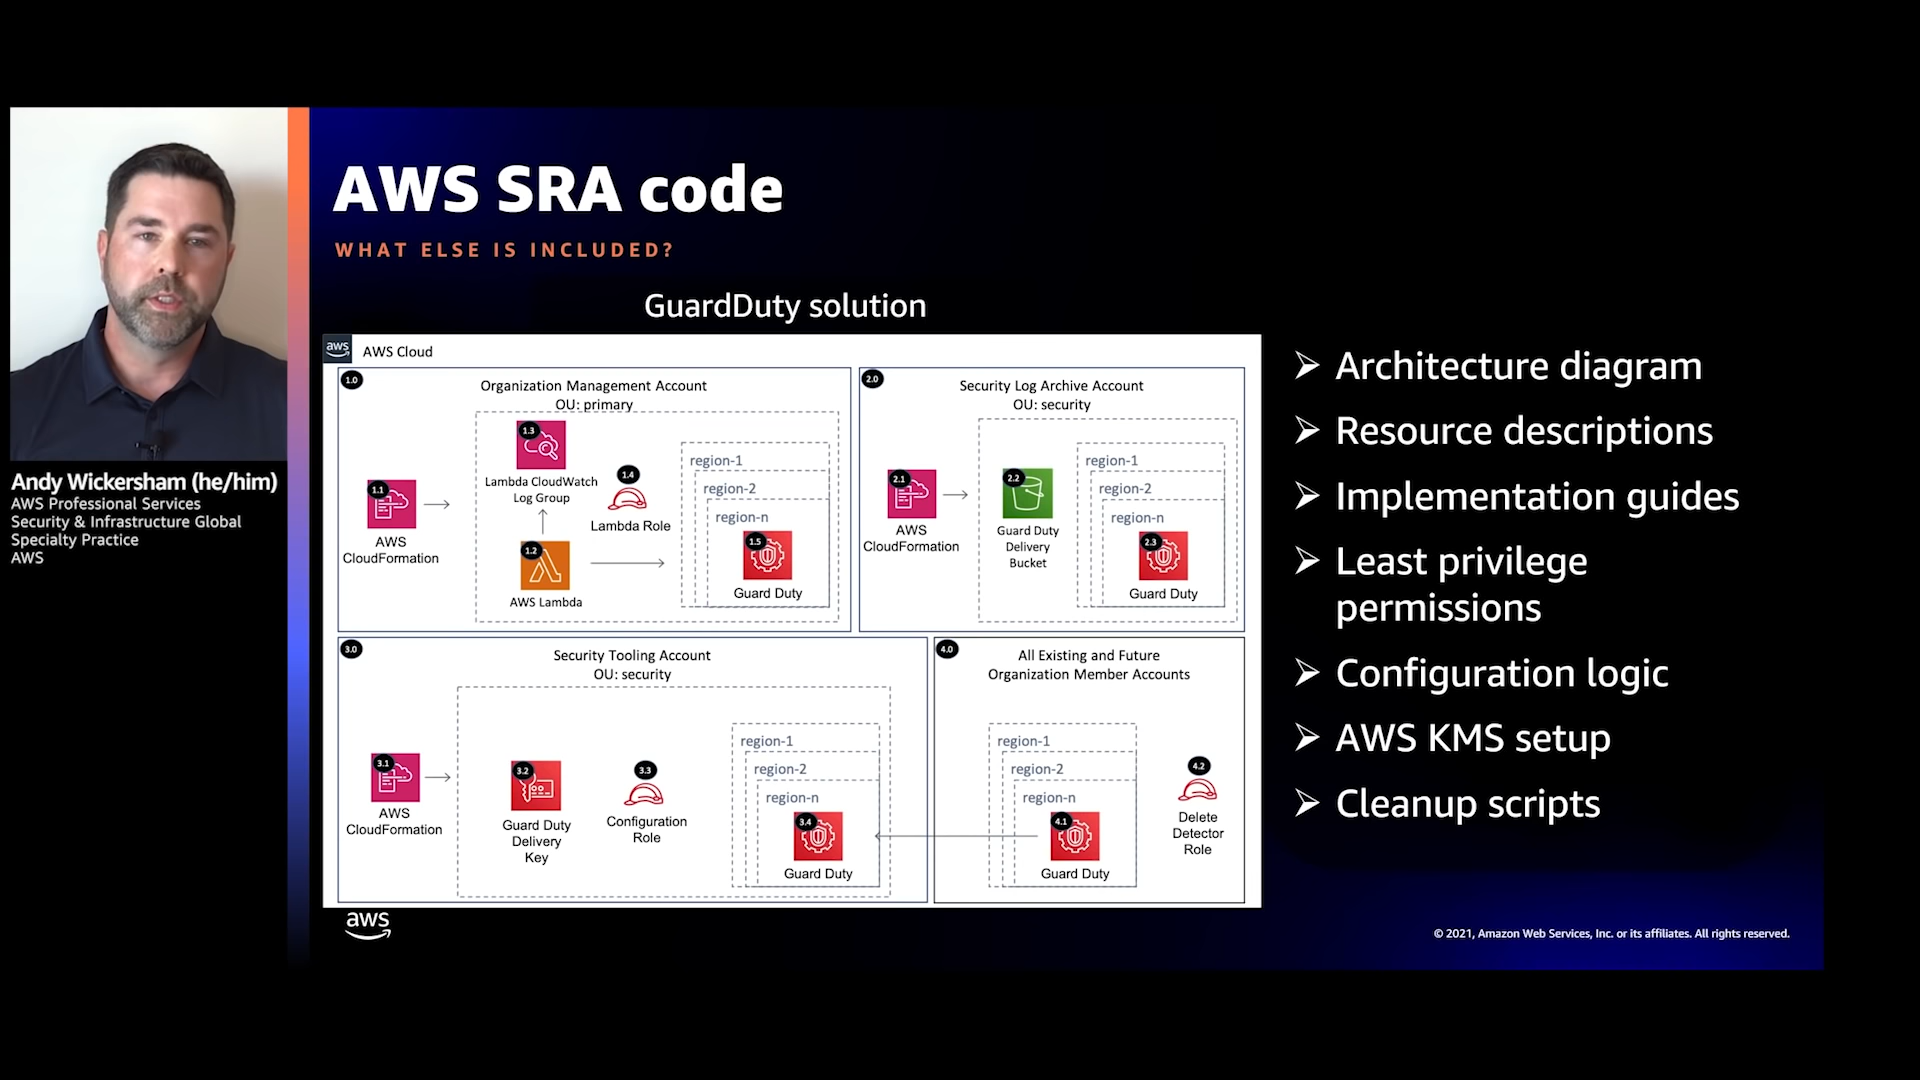 AWS SRA code
WHAT ELSE IS INCLUDED?
GuardDuty solution
Andy Wickersham (he/him)
AWS Professional Services
Security & Infrastructure Global
Specialty Practice
AWS
aws
AWS Cloud
1.0
Organization Management Account
OU: primary
1.1
AWS
CloudFormation
1.3
Lambda CloudWatch
Log Group
1.4
Lambda Role
1.2
AWS Lambda
region-1
region-2
region-n
1.5
Guard Duty
2.0
Security Log Archive Account
OU: security
2.1
AWS
CloudFormation
2.2
Guard Duty
Delivery
Bucket
region-1
region-2
region-n
2.3
Guard Duty
3.0
Security Tooling Account
OU: security
3.1
AWS
CloudFormation
3.2
Guard Duty
Delivery
Key
3.3
Configuration
Role
region-1
region-2
region-n
3.4
Guard Duty
4.0
All Existing and Future
Organization Member Accounts
region-1
region-2
region-n
4.1
Guard Duty
4.2
Delete
Detector
Role
Architecture diagram
Resource descriptions
Implementation guides
Least privilege
permissions
Configuration logic
AWS KMS setup
Cleanup scripts
aws
© 2021, Amazon Web Services, Inc. or its affiliates. All rights reserved.